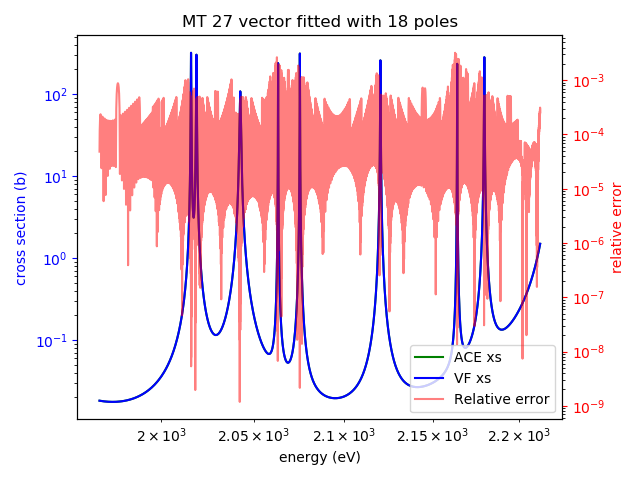 MT 27 vector fitted with 18 poles
cross section (b)
10²
10¹
10⁰
10⁻¹
10⁻³
10⁻⁴
10⁻⁵
10⁻⁶
10⁻⁷
10⁻⁸
10⁻⁹
relative error
ACE xs
VF xs
Relative error
2 × 10³ 2.05 × 10³ 2.1 × 10³ 2.15 × 10³ 2.2 × 10³
energy (eV)